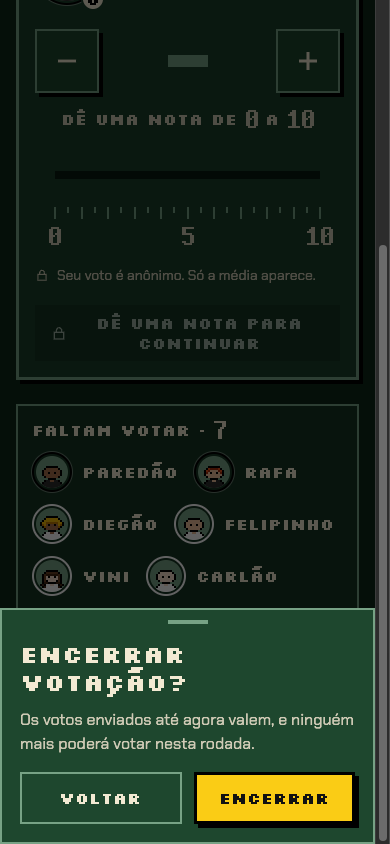 −
+
DÊ UMA NOTA DE 0 A 10
0 5 10
Seu voto é anônimo. Só a média aparece.
DÊ UMA NOTA PARA
CONTINUAR
FALTAM VOTAR · 7
PAREDÃO RAFA
DIEGÃO FELIPINHO
VINI CARLÃO
ENCERRAR
VOTAÇÃO?
Os votos enviados até agora valem, e ninguém
mais poderá votar nesta rodada.
VOLTAR ENCERRAR